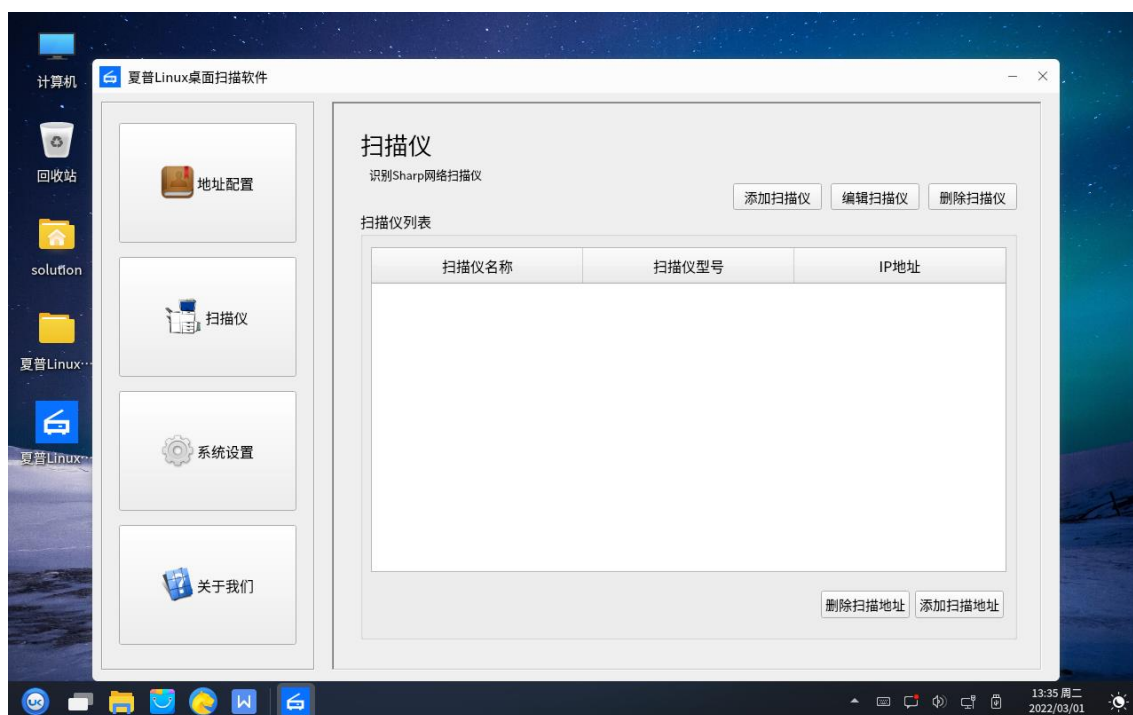 计算机
回收站
solution
夏普Linux…
夏普Linux…
夏普Linux桌面扫描软件
地址配置
扫描仪
系统设置
关于我们
扫描仪
识别Sharp网络扫描仪
添加扫描仪 编辑扫描仪 删除扫描仪
扫描仪列表
扫描仪名称 扫描仪型号 IP地址
删除扫描地址 添加扫描地址
UK
W
13:35 周二
2022/03/01